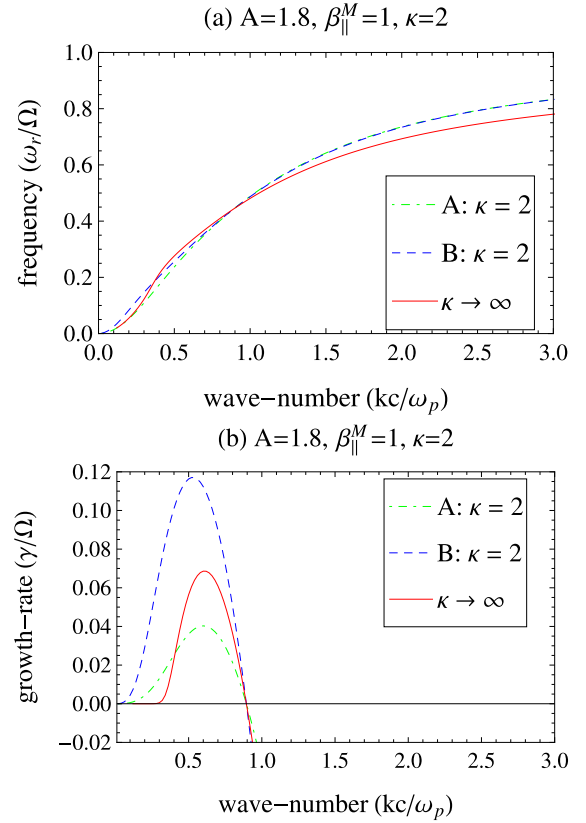 (a) A=1.8, β∥^M=1, κ=2
frequency (ω_r/Ω)
1.0
0.8
0.6
0.4
0.2
0.0
A: κ = 2
B: κ = 2
κ → ∞
0.0 0.5 1.0 1.5 2.0 2.5 3.0
wave−number (kc/ω_p)
(b) A=1.8, β∥^M=1, κ=2
growth−rate (γ/Ω)
0.12
0.10
0.08
0.06
0.04
0.02
0.00
−0.02
A: κ = 2
B: κ = 2
κ → ∞
0.5 1.0 1.5 2.0 2.5 3.0
wave−number (kc/ω_p)